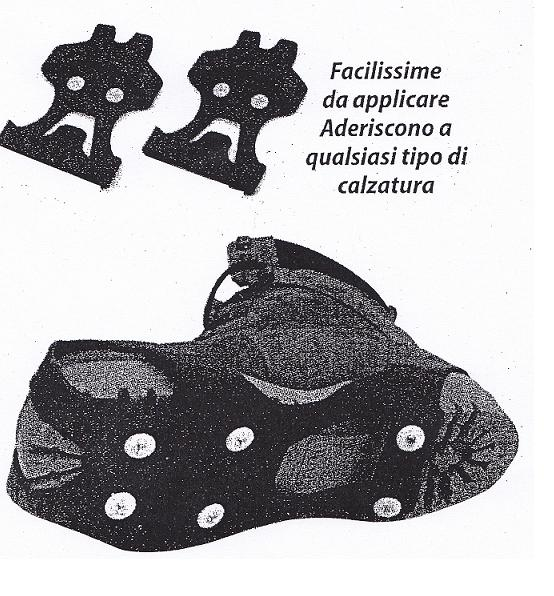 Facilissime
da applicare
Aderiscono a
qualsiasi tipo di
calzatura